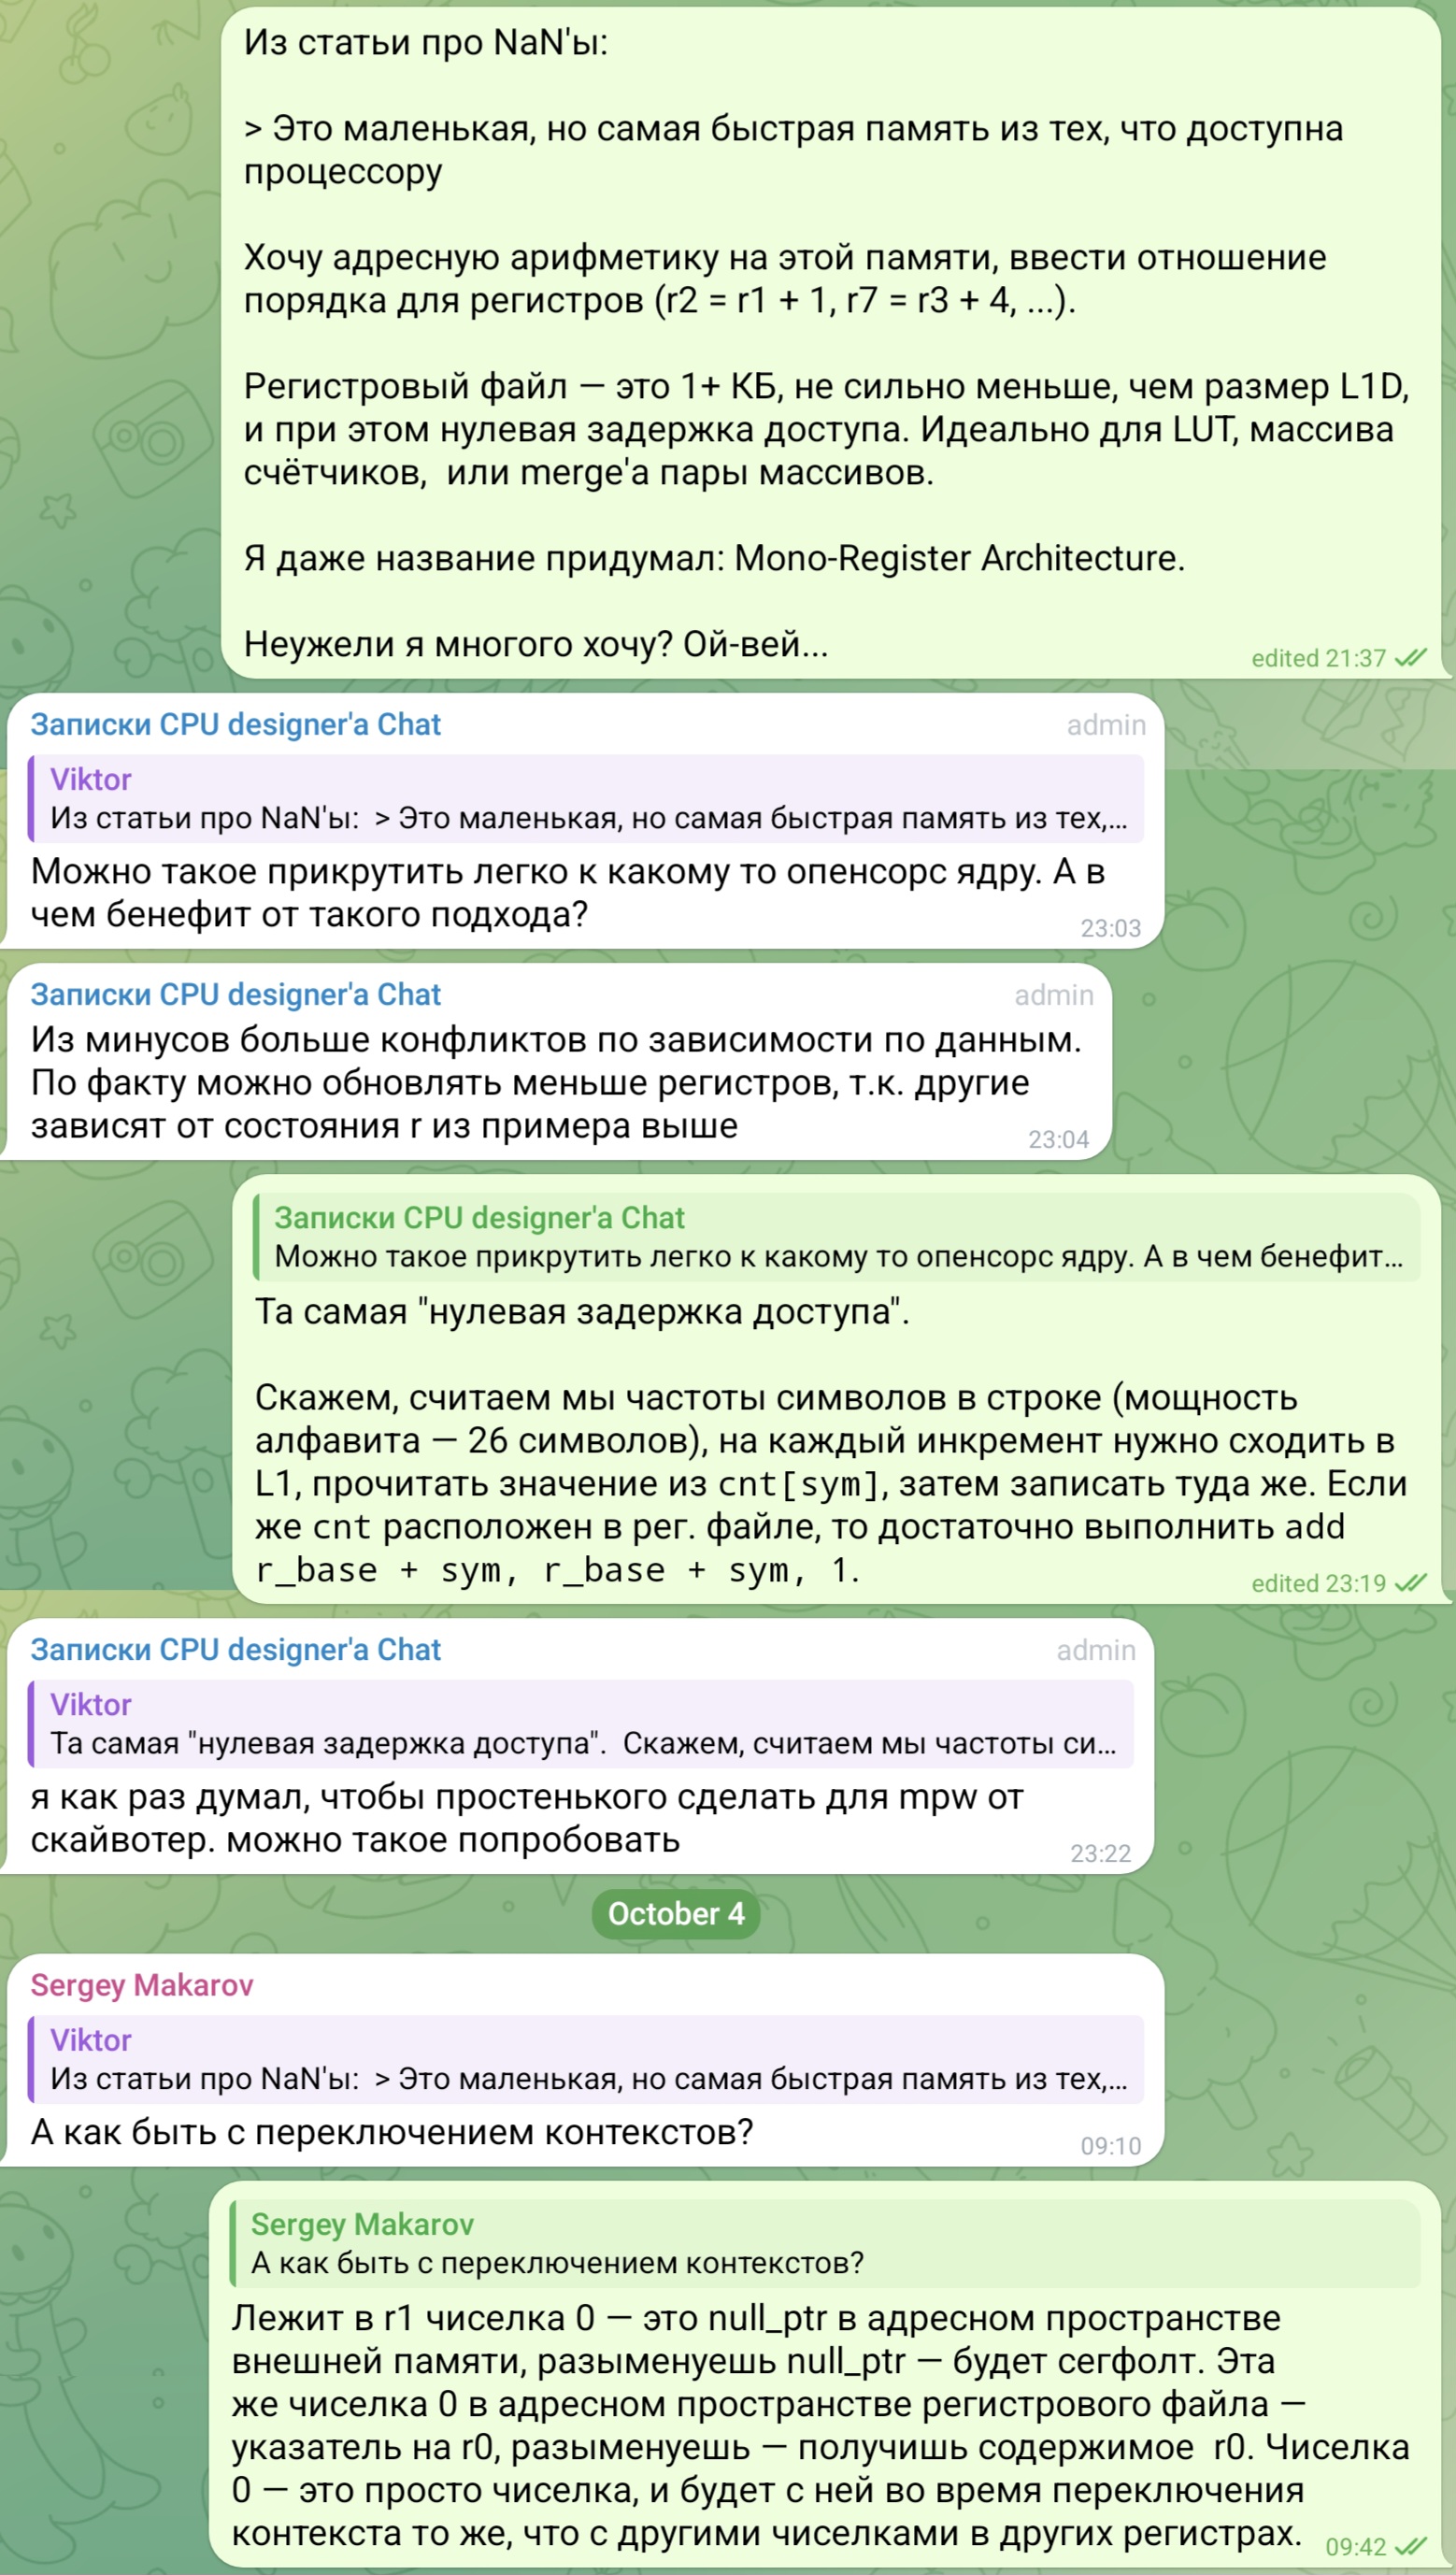 Из статьи про NaN'ы:
> Это маленькая, но самая быстрая память из тех, что доступна
процессору
Хочу адресную арифметику на этой памяти, ввести отношение
порядка для регистров (r2 = r1 + 1, r7 = r3 + 4, ...).
Регистровый файл — это 1+ КБ, не сильно меньше, чем размер L1D,
и при этом нулевая задержка доступа. Идеально для LUT, массива
счётчиков,  или merge'а пары массивов.
Я даже название придумал: Mono-Register Architecture.
Неужели я многого хочу? Ой-вей...
edited 21:37
Записки CPU designer'a Chat admin
Viktor
Из статьи про NaN'ы:  > Это маленькая, но самая быстрая память из тех,...
Можно такое прикрутить легко к какому то опенсорс ядру. А в
чем бенефит от такого подхода?
23:03
Записки CPU designer'a Chat admin
Из минусов больше конфликтов по зависимости по данным.
По факту можно обновлять меньше регистров, т.к. другие
зависят от состояния r из примера выше
23:04
Записки CPU designer'a Chat
Можно такое прикрутить легко к какому то опенсорс ядру. А в чем бенефит...
Та самая "нулевая задержка доступа".
Скажем, считаем мы частоты символов в строке (мощность
алфавита — 26 символов), на каждый инкремент нужно сходить в
L1, прочитать значение из cnt[sym], затем записать туда же. Если
же cnt расположен в рег. файле, то достаточно выполнить add
r_base + sym, r_base + sym, 1.
edited 23:19
Записки CPU designer'a Chat admin
Viktor
Та самая "нулевая задержка доступа".  Скажем, считаем мы частоты си...
я как раз думал, чтобы простенького сделать для mpw от
скайвотер. можно такое попробовать
23:22
October 4
Sergey Makarov
Viktor
Из статьи про NaN'ы:  > Это маленькая, но самая быстрая память из тех,...
А как быть с переключением контекстов?
09:10
Sergey Makarov
А как быть с переключением контекстов?
Лежит в r1 чиселка 0 — это null_ptr в адресном пространстве
внешней памяти, разыменуешь null_ptr — будет сегфолт. Эта
же чиселка 0 в адресном пространстве регистрового файла —
указатель на r0, разыменуешь — получишь содержимое  r0. Чиселка
0 — это просто чиселка, и будет с ней во время переключения
контекста то же, что с другими чиселками в других регистрах.
09:42